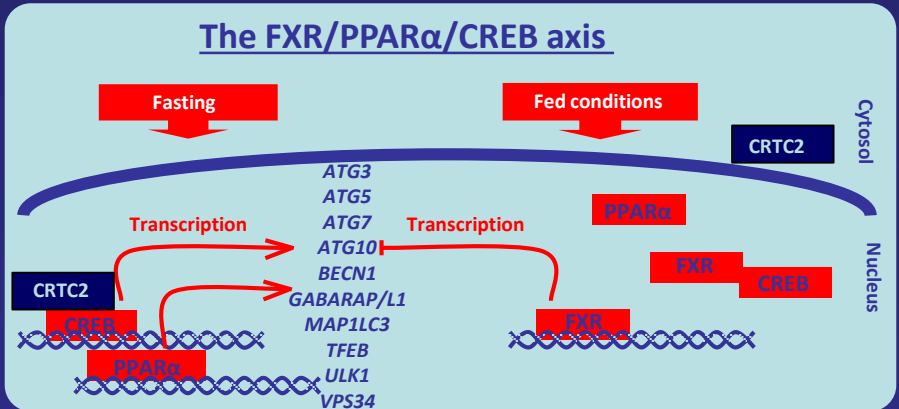 The FXR/PPARα/CREB axis
Fasting
Fed conditions
Cytosol
CRTC2
ATG3
ATG5
ATG7
ATG10
BECN1
GABARAP/L1
MAP1LC3
TFEB
ULK1
VPS34
Transcription
Transcription
PPARα
FXR
CREB
Nucleus
CRTC2
CREB
PPARα
FXR